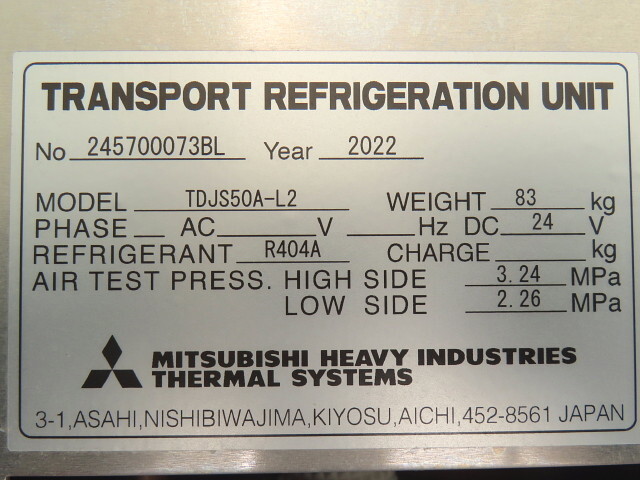 TRANSPORT REFRIGERATION UNIT
No 245700073BL Year 2022
MODEL TDJS50A-L2 WEIGHT 83 kg
PHASE AC V Hz DC 24 V
REFRIGERANT R404A CHARGE kg
AIR TEST PRESS. HIGH SIDE 3.24 MPa
LOW SIDE 2.26 MPa
MITSUBISHI HEAVY INDUSTRIES
THERMAL SYSTEMS
3-1,ASAHI,NISHIBIWAJIMA,KIYOSU,AICHI,452-8561 JAPAN